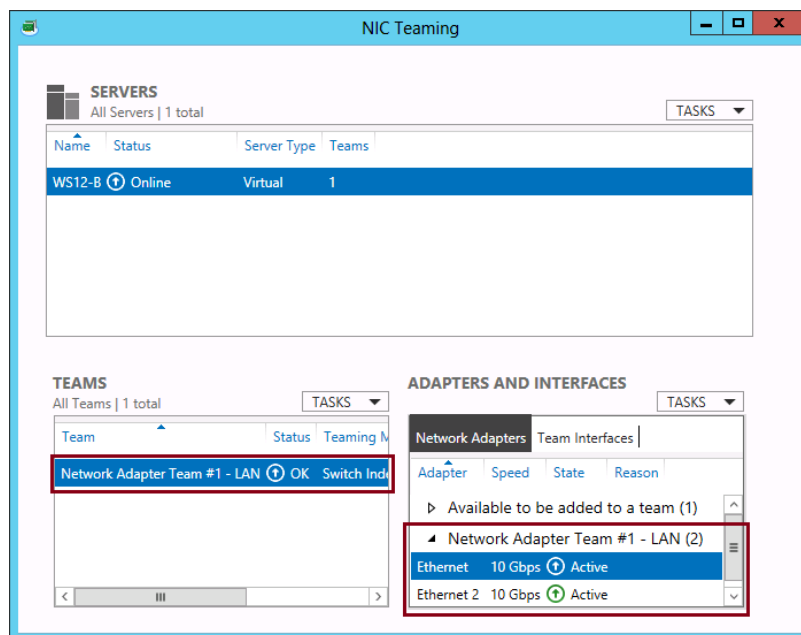 NIC Teaming
SERVERS
All Servers | 1 total
TASKS
Name Status Server Type Teams
WS12-B Online Virtual 1
TEAMS
All Teams | 1 total
TASKS
Team Status Teaming M
Network Adapter Team #1 - LAN OK Switch Inde
ADAPTERS AND INTERFACES
TASKS
Network Adapters Team Interfaces
Adapter Speed State Reason
Available to be added to a team (1)
Network Adapter Team #1 - LAN (2)
Ethernet 10 Gbps Active
Ethernet 2 10 Gbps Active